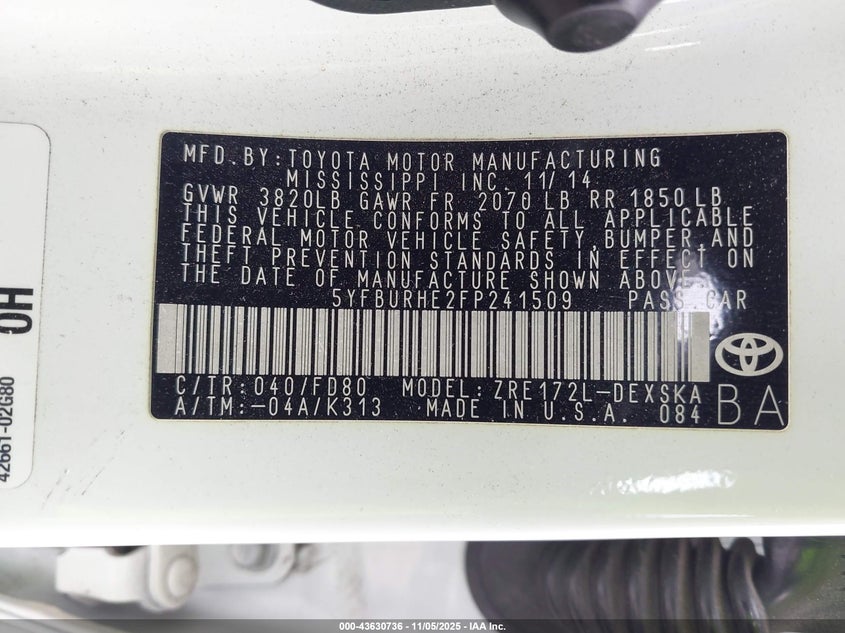 MFD.BY:TOYOTA MOTOR MANUFACTURING
MISSISSIPPI INC. 11/14
GVWR 3820LB GAWR FR 2070 LB RR 1850 LB
THIS VEHICLE CONFORMS TO ALL APPLICABLE
FEDERAL MOTOR VEHICLE SAFETY,BUMPER,AND
THEFT PREVENTION STANDARDS IN EFFECT ON
THE DATE OF MANUFACTURE SHOWN ABOVE.
5YFBURHE2FP241509 PASS CAR
C/TR:040/FD80 MODEL:ZRE172L-DEXSKA
A/TM:-04A/K313 MADE IN U.S.A. 084
BA
OH
42661-02G80
000-43630736 - 11/05/2025 - IAA Inc.